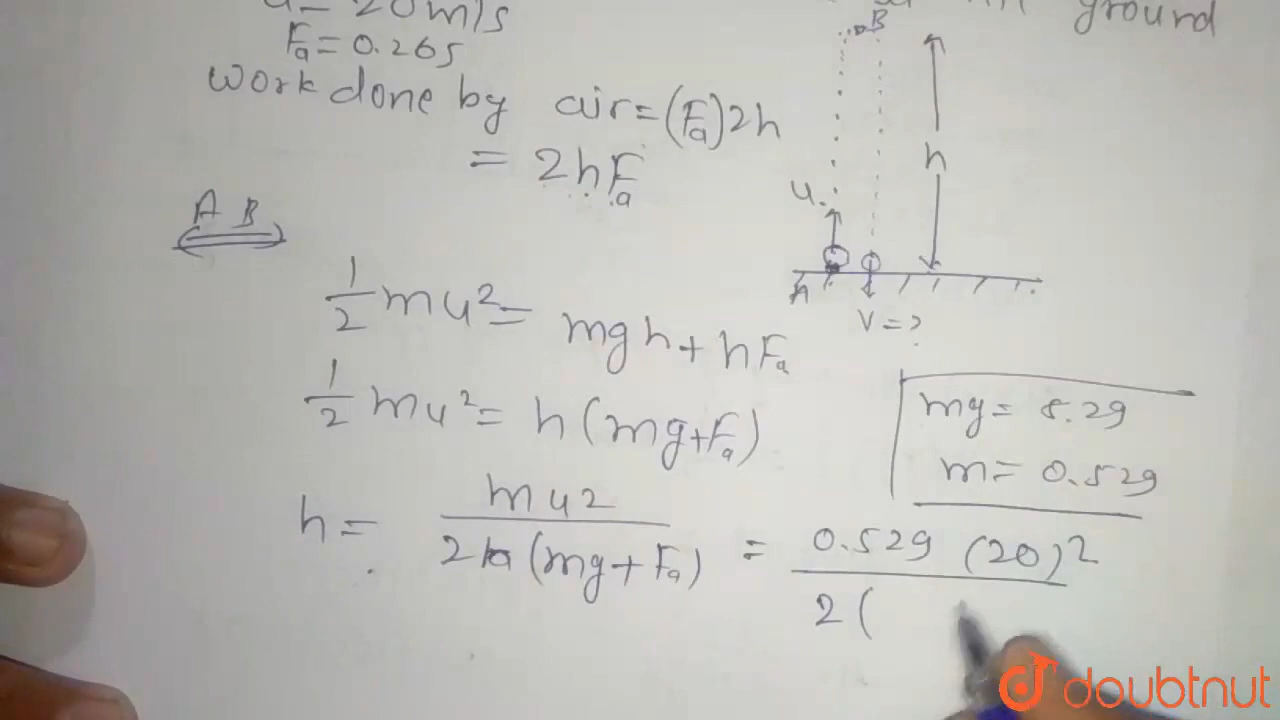 u = 20m/s
ground
Fₐ = 0.265
B
work done by air = (Fₐ)2h
= 2hFₐ
h
A B
u
A
V = ?
1/2 mu² = mgh + hFₐ
1/2 mu² = h(mg+Fₐ)
mg = 5.29
m = 0.529
h = mu2 / 2(mg+Fₐ) = 0.529 (20)² / 2(
doubtnut